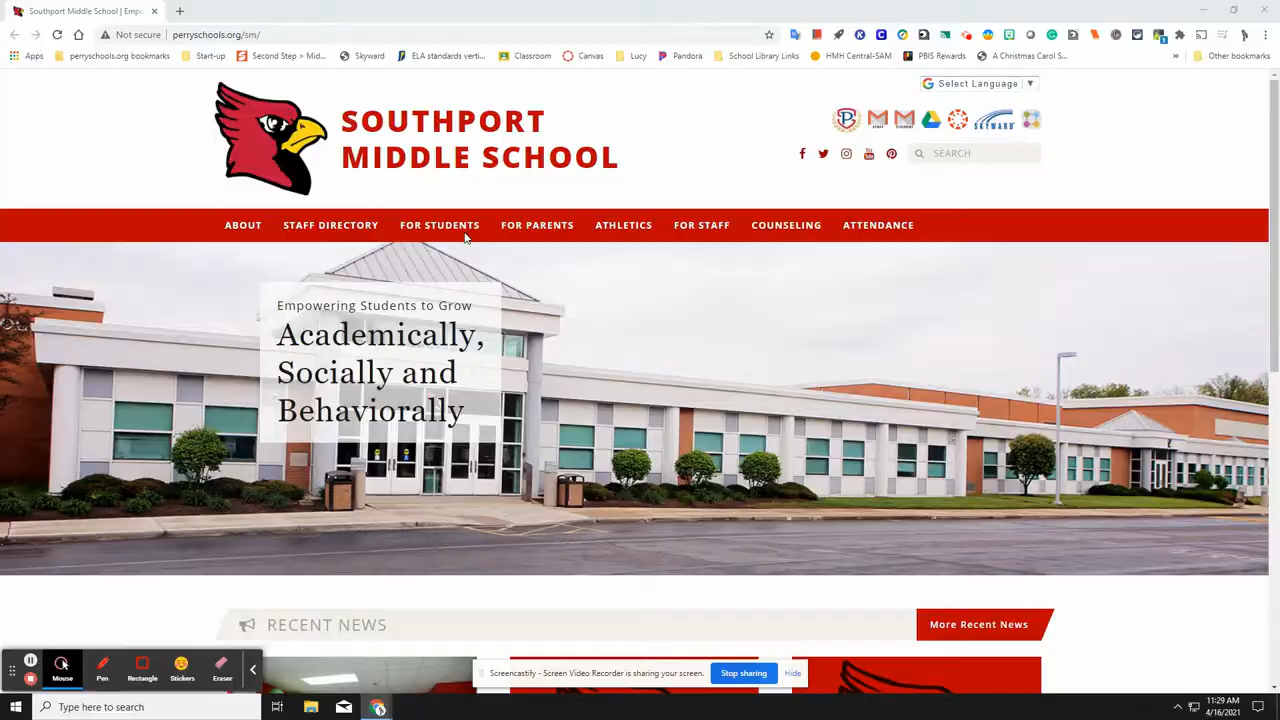 Southport Middle School | Emp
Not secure | perryschools.org/sm/
Apps perryschools.org bookmarks Start-up Second Step > Mid... Skyward ELA standards verti... Classroom Canvas Lucy Pandora School Library Links HMH Central-SAM PBIS Rewards A Christmas Carol S... » Other bookmarks
Select Language ▼
SOUTHPORT
MIDDLE SCHOOL
STAFF STUDENT SKYWARD
SEARCH
ABOUT STAFF DIRECTORY FOR STUDENTS FOR PARENTS ATHLETICS FOR STAFF COUNSELING ATTENDANCE
Empowering Students to Grow
Academically,
Socially and
Behaviorally
RECENT NEWS More Recent News
Mouse Pen Rectangle Stickers Eraser
Screencastify - Screen Video Recorder is sharing your screen. Stop sharing Hide
Type here to search
11:29 AM
4/16/2021